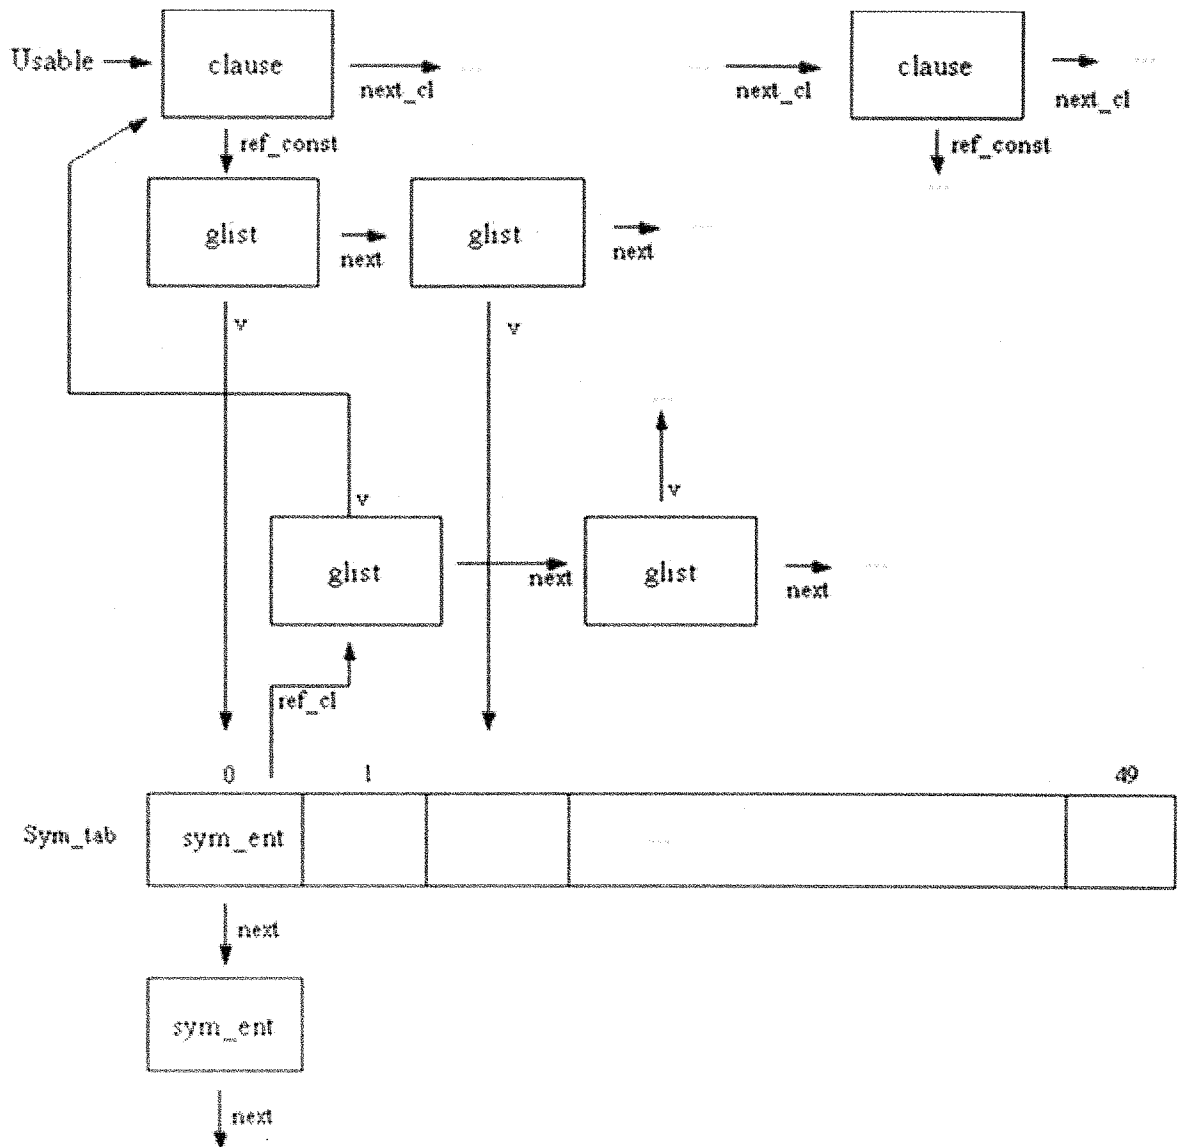 Usable
clause
next_cl
...
...
next_cl
clause
next_cl
...
ref_const
ref_const
...
glist
next
glist
next
...
v
v
...
v
v
glist
next
glist
next
...
ref_cl
0
1
49
Sym_tab
sym_ent
...
next
sym_ent
next